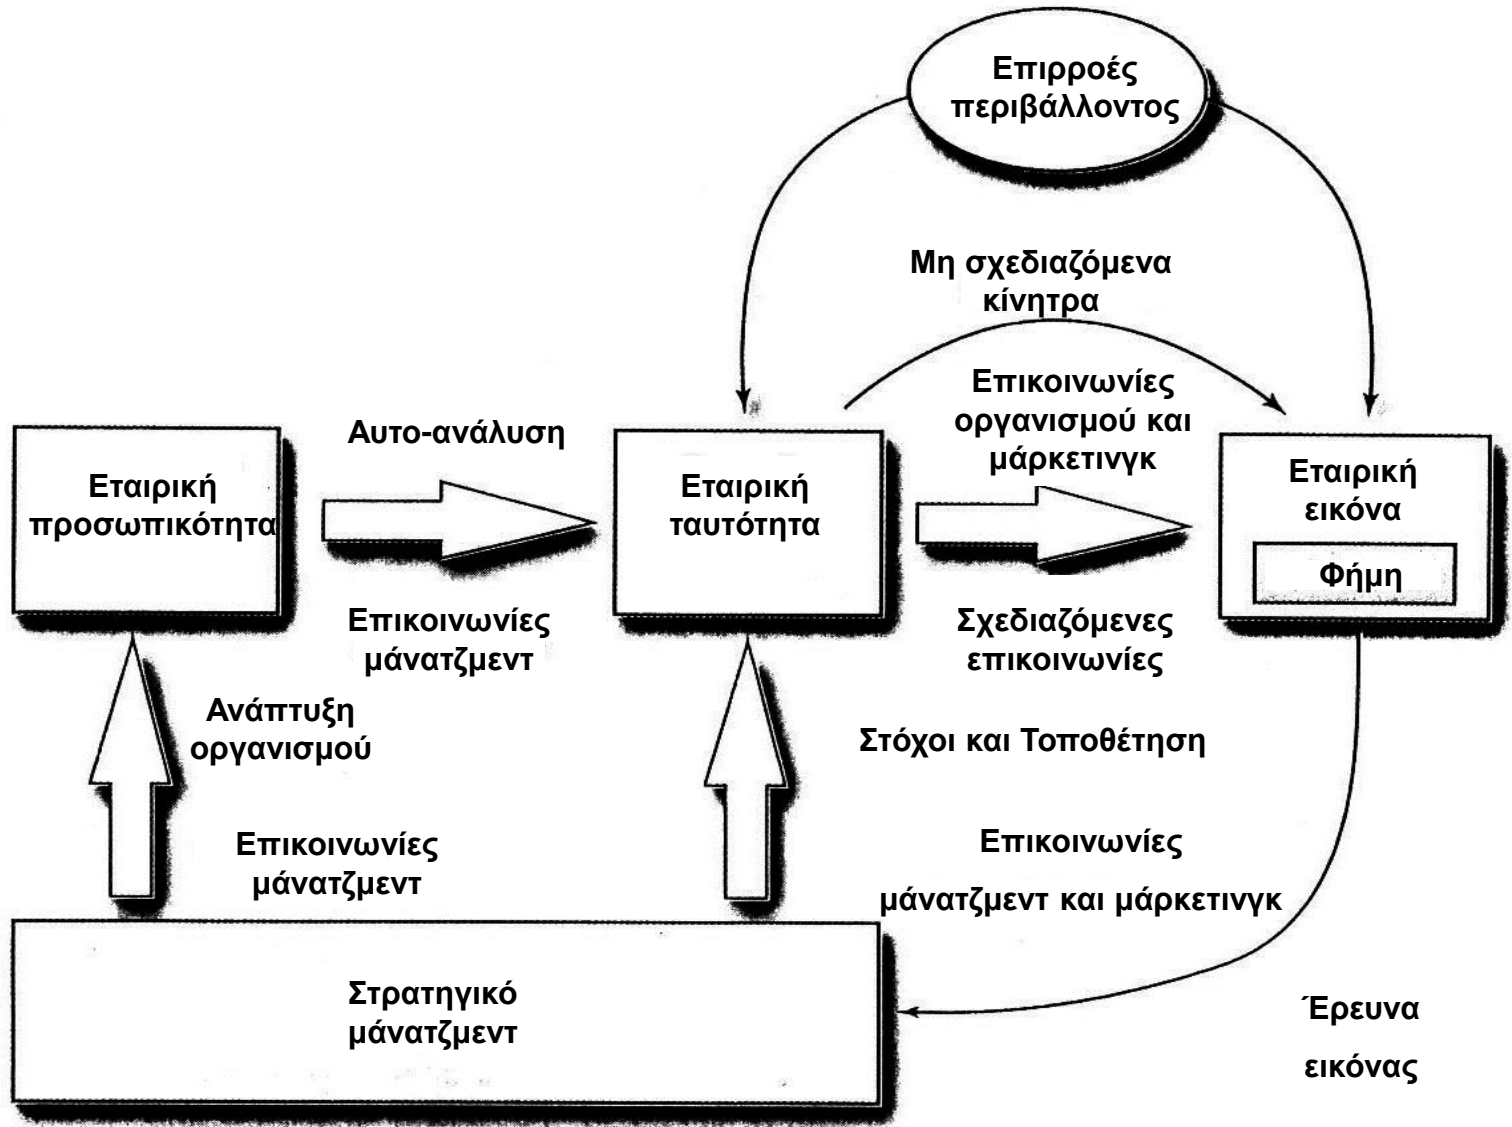 Επιρροές
περιβάλλοντος
Μη σχεδιαζόμενα
κίνητρα
Επικοινωνίες
οργανισμού και
μάρκετινγκ
Αυτο-ανάλυση
Εταιρική
προσωπικότητα
Εταιρική
ταυτότητα
Εταιρική
εικόνα
Φήμη
Επικοινωνίες
μάνατζμεντ
Σχεδιαζόμενες
επικοινωνίες
Ανάπτυξη
οργανισμού
Στόχοι και Τοποθέτηση
Επικοινωνίες
μάνατζμεντ
Επικοινωνίες
μάνατζμεντ και μάρκετινγκ
Στρατηγικό
μάνατζμεντ
Έρευνα
εικόνας